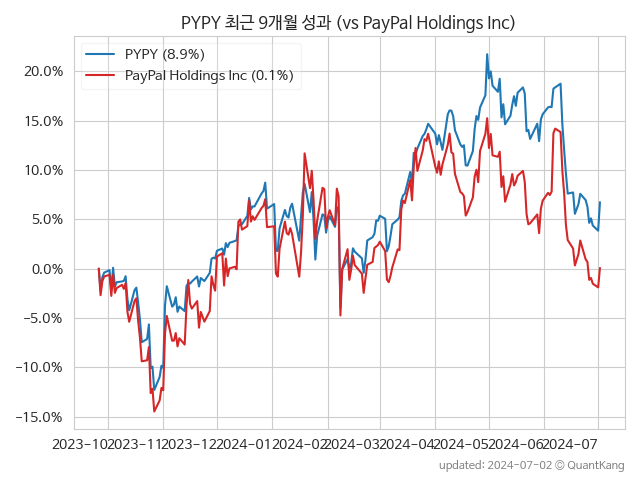 PYPY 최근 9개월 성과 (vs PayPal Holdings Inc)
PYPY (8.9%)
PayPal Holdings Inc (0.1%)
20.0%
15.0%
10.0%
5.0%
0.0%
−5.0%
−10.0%
−15.0%
2023-10 2023-11 2023-12 2024-01 2024-02 2024-03 2024-04 2024-05 2024-06 2024-07
updated: 2024-07-02 © QuantKang